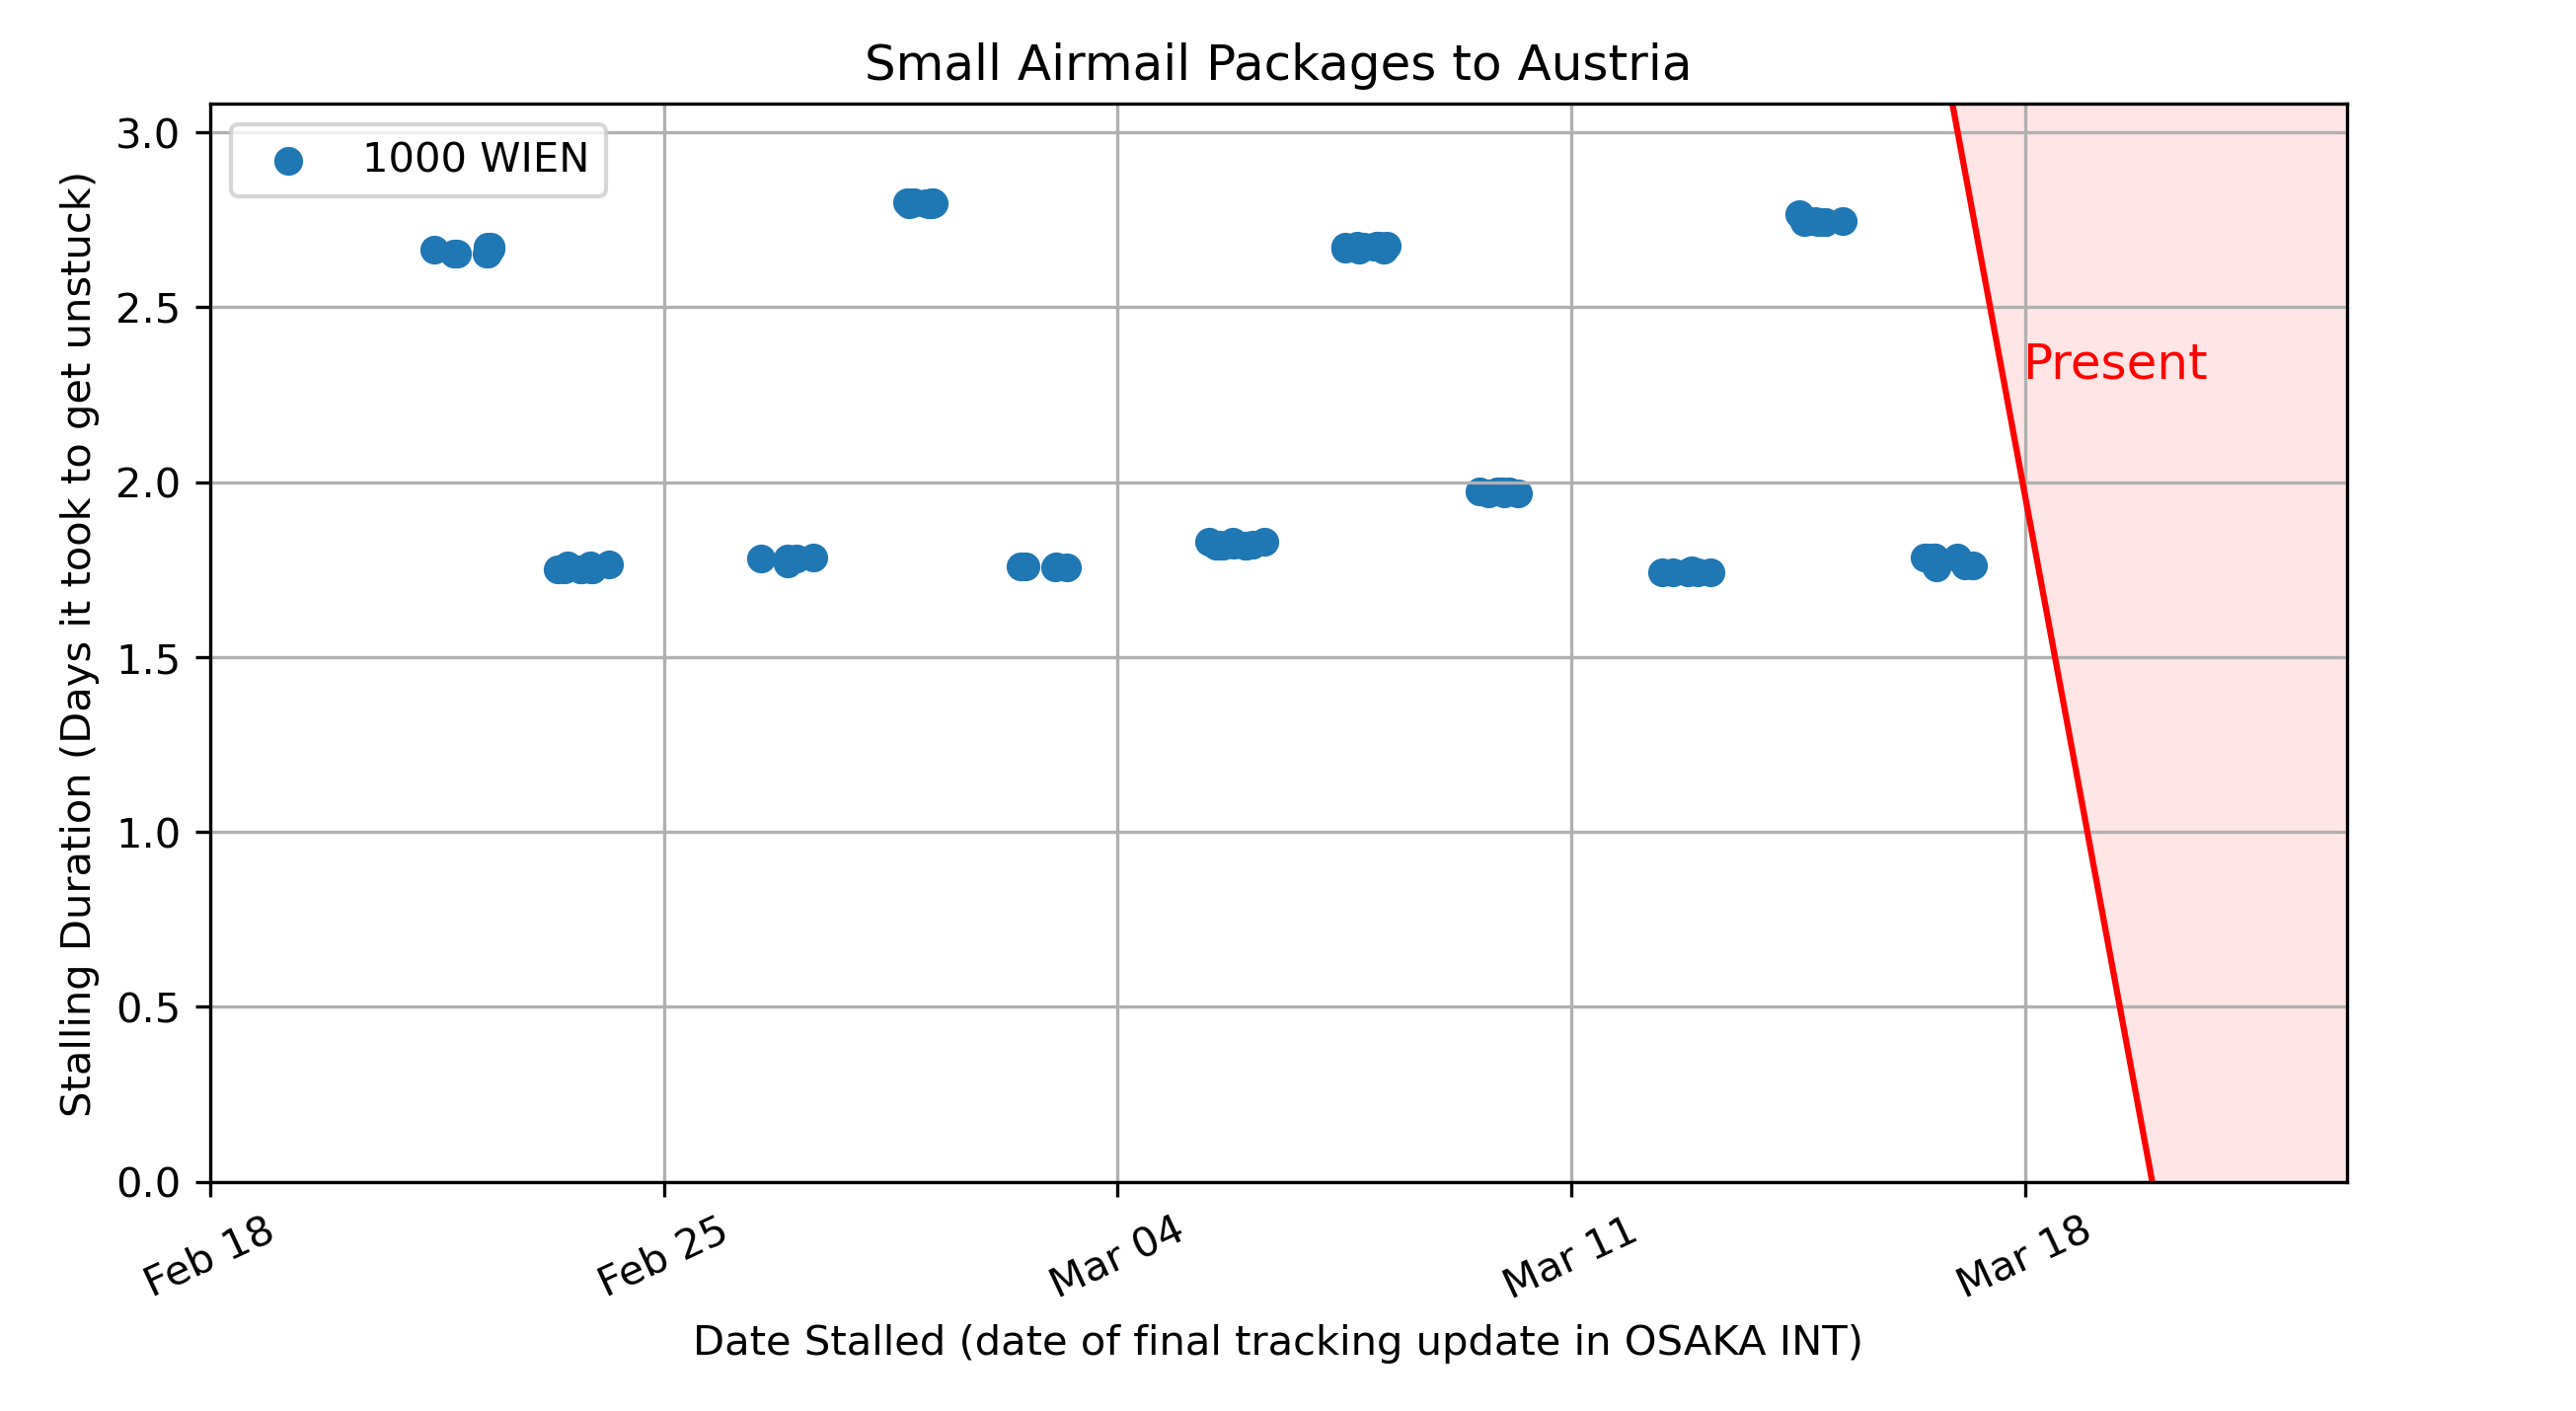 Small Airmail Packages to Austria
1000 WIEN
Stalling Duration (Days it took to get unstuck)
3.0
2.5
2.0
1.5
1.0
0.5
0.0
Present
Feb 18
Feb 25
Mar 04
Mar 11
Mar 18
Date Stalled (date of final tracking update in OSAKA INT)